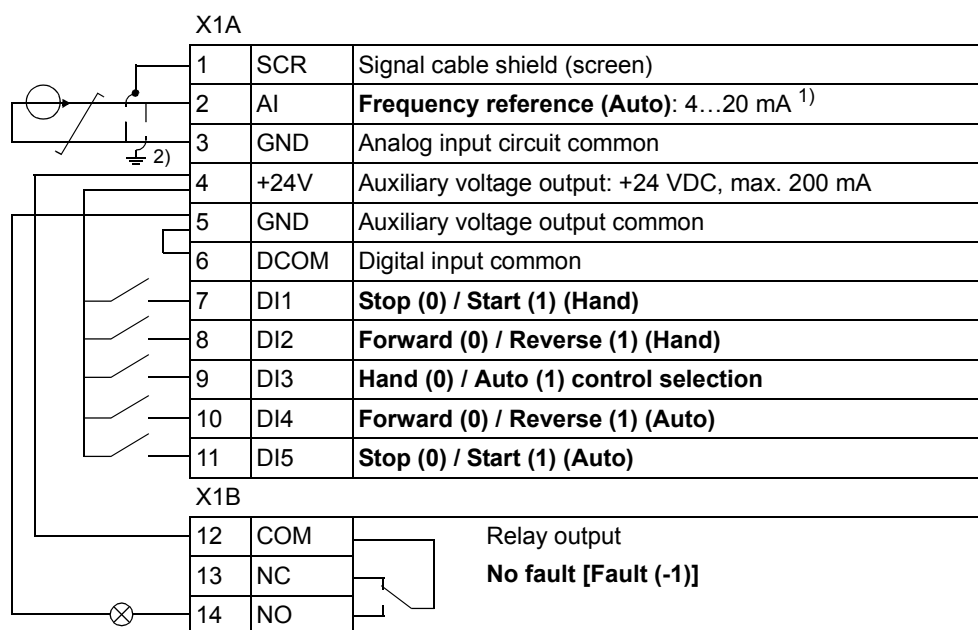 X1A
1 SCR Signal cable shield (screen)
2 AI Frequency reference (Auto): 4…20 mA 1)
3 GND Analog input circuit common
2)
4 +24V Auxiliary voltage output: +24 VDC, max. 200 mA
5 GND Auxiliary voltage output common
6 DCOM Digital input common
7 DI1 Stop (0) / Start (1) (Hand)
8 DI2 Forward (0) / Reverse (1) (Hand)
9 DI3 Hand (0) / Auto (1) control selection
10 DI4 Forward (0) / Reverse (1) (Auto)
11 DI5 Stop (0) / Start (1) (Auto)
X1B
12 COM Relay output
13 NC No fault [Fault (-1)]
14 NO